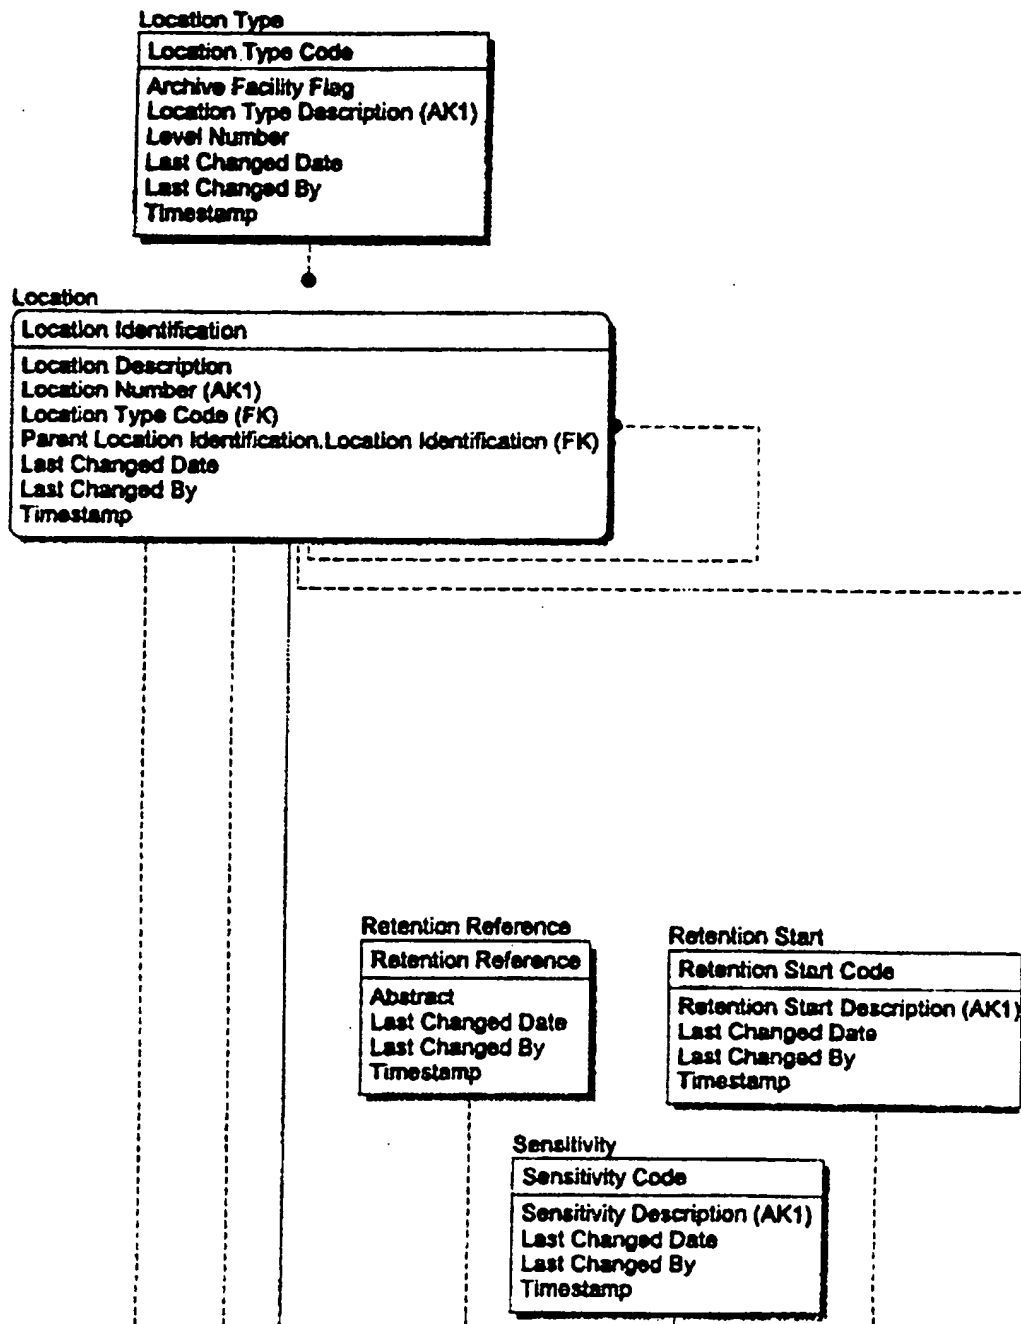 Location Type
Location Type Code
Archive Facility Flag
Location Type Description (AK1)
Level Number
Last Changed Date
Last Changed By
Timestamp
Location
Location Identification
Location Description
Location Number (AK1)
Location Type Code (FK)
Parent Location Identification.Location Identification (FK)
Last Changed Date
Last Changed By
Timestamp
Retention Reference
Retention Reference
Abstract
Last Changed Date
Last Changed By
Timestamp
Retention Start
Retention Start Code
Retention Start Description (AK1)
Last Changed Date
Last Changed By
Timestamp
Sensitivity
Sensitivity Code
Sensitivity Description (AK1)
Last Changed Date
Last Changed By
Timestamp